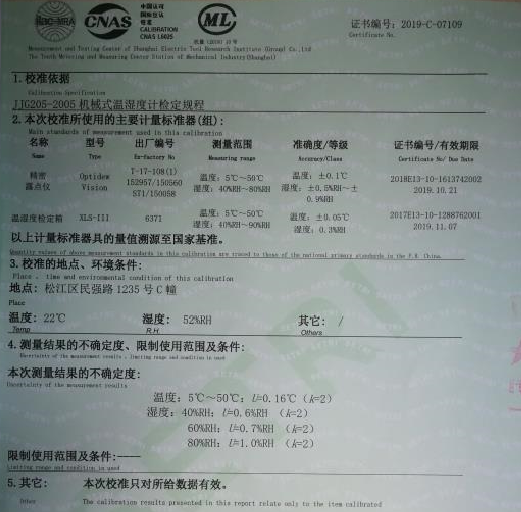 ilac-MRA
CNAS
中国认可
国际互认
校准
CALIBRATION
CNAS L6025
ML
证书编号: 2019-C-07109
Certificate No.
Measurement and Testing Center of Shanghai Electric Tool Research Institute (Group) Co., Ltd
The Tenth Metering and Measuring Center Station of Mechanical Industry(Shanghai)
1. 校准依据
Calibration Specification
JJG205-2005 机械式温湿度计检定规程
2. 本次校准所使用的主要计量标准器(组):
Main standards of measurement used in this calibration
名称 型号 出厂编号 测量范围 准确度/等级 证书编号/有效期限
Name Type Ex-factory No Measuring range Accuracy/Class Certificate No/ Due Date
精密露点仪 Optidew Vision T-17-108(1) 152957/150560 ST1/150058 温度: 5℃~50℃ 湿度: 40%RH~80%RH 温度: ±0.1℃ 湿度: ±0.5%RH~±0.9%RH 2018E13-10-1613742002 2019.10.21
温湿度检定箱 XLS-III 6371 温度: 5℃~50℃ 湿度: 40%RH~90%RH 温度: ±0.05℃ 湿度: 0.3%RH 2017E13-10-1288762001 2019.11.07
以上计量标准器具的量值溯源至国家基准。
Quantity values of above measurement standards in this calibration are traced to those of the national primary standards in the P.R. China.
3. 校准的地点、环境条件:
Place , time and environmental condition of this calibration
地点: 松江区民强路 1235 号 C 幢
Place
温度: 22℃ 湿度: 52%RH 其它: /
Temp R.H. Others
4. 测量结果的不确定度、限制使用范围及条件:
Uncertainty of the measurement results , limiting range and condition in used
本次测量结果的不确定度:
Uncertainty of the measurement results
温度: 5℃~50℃: U=0.16℃ (k=2)
湿度: 40%RH: U=0.6%RH (k=2)
60%RH: U=0.7%RH (k=2)
80%RH: U=1.0%RH (k=2)
限制使用范围及条件:----
Limiting range and condition in used
5. 其它: 本次校准只对所给数据有效。
Other The calibration results presented in this report relate only to the item calibrated